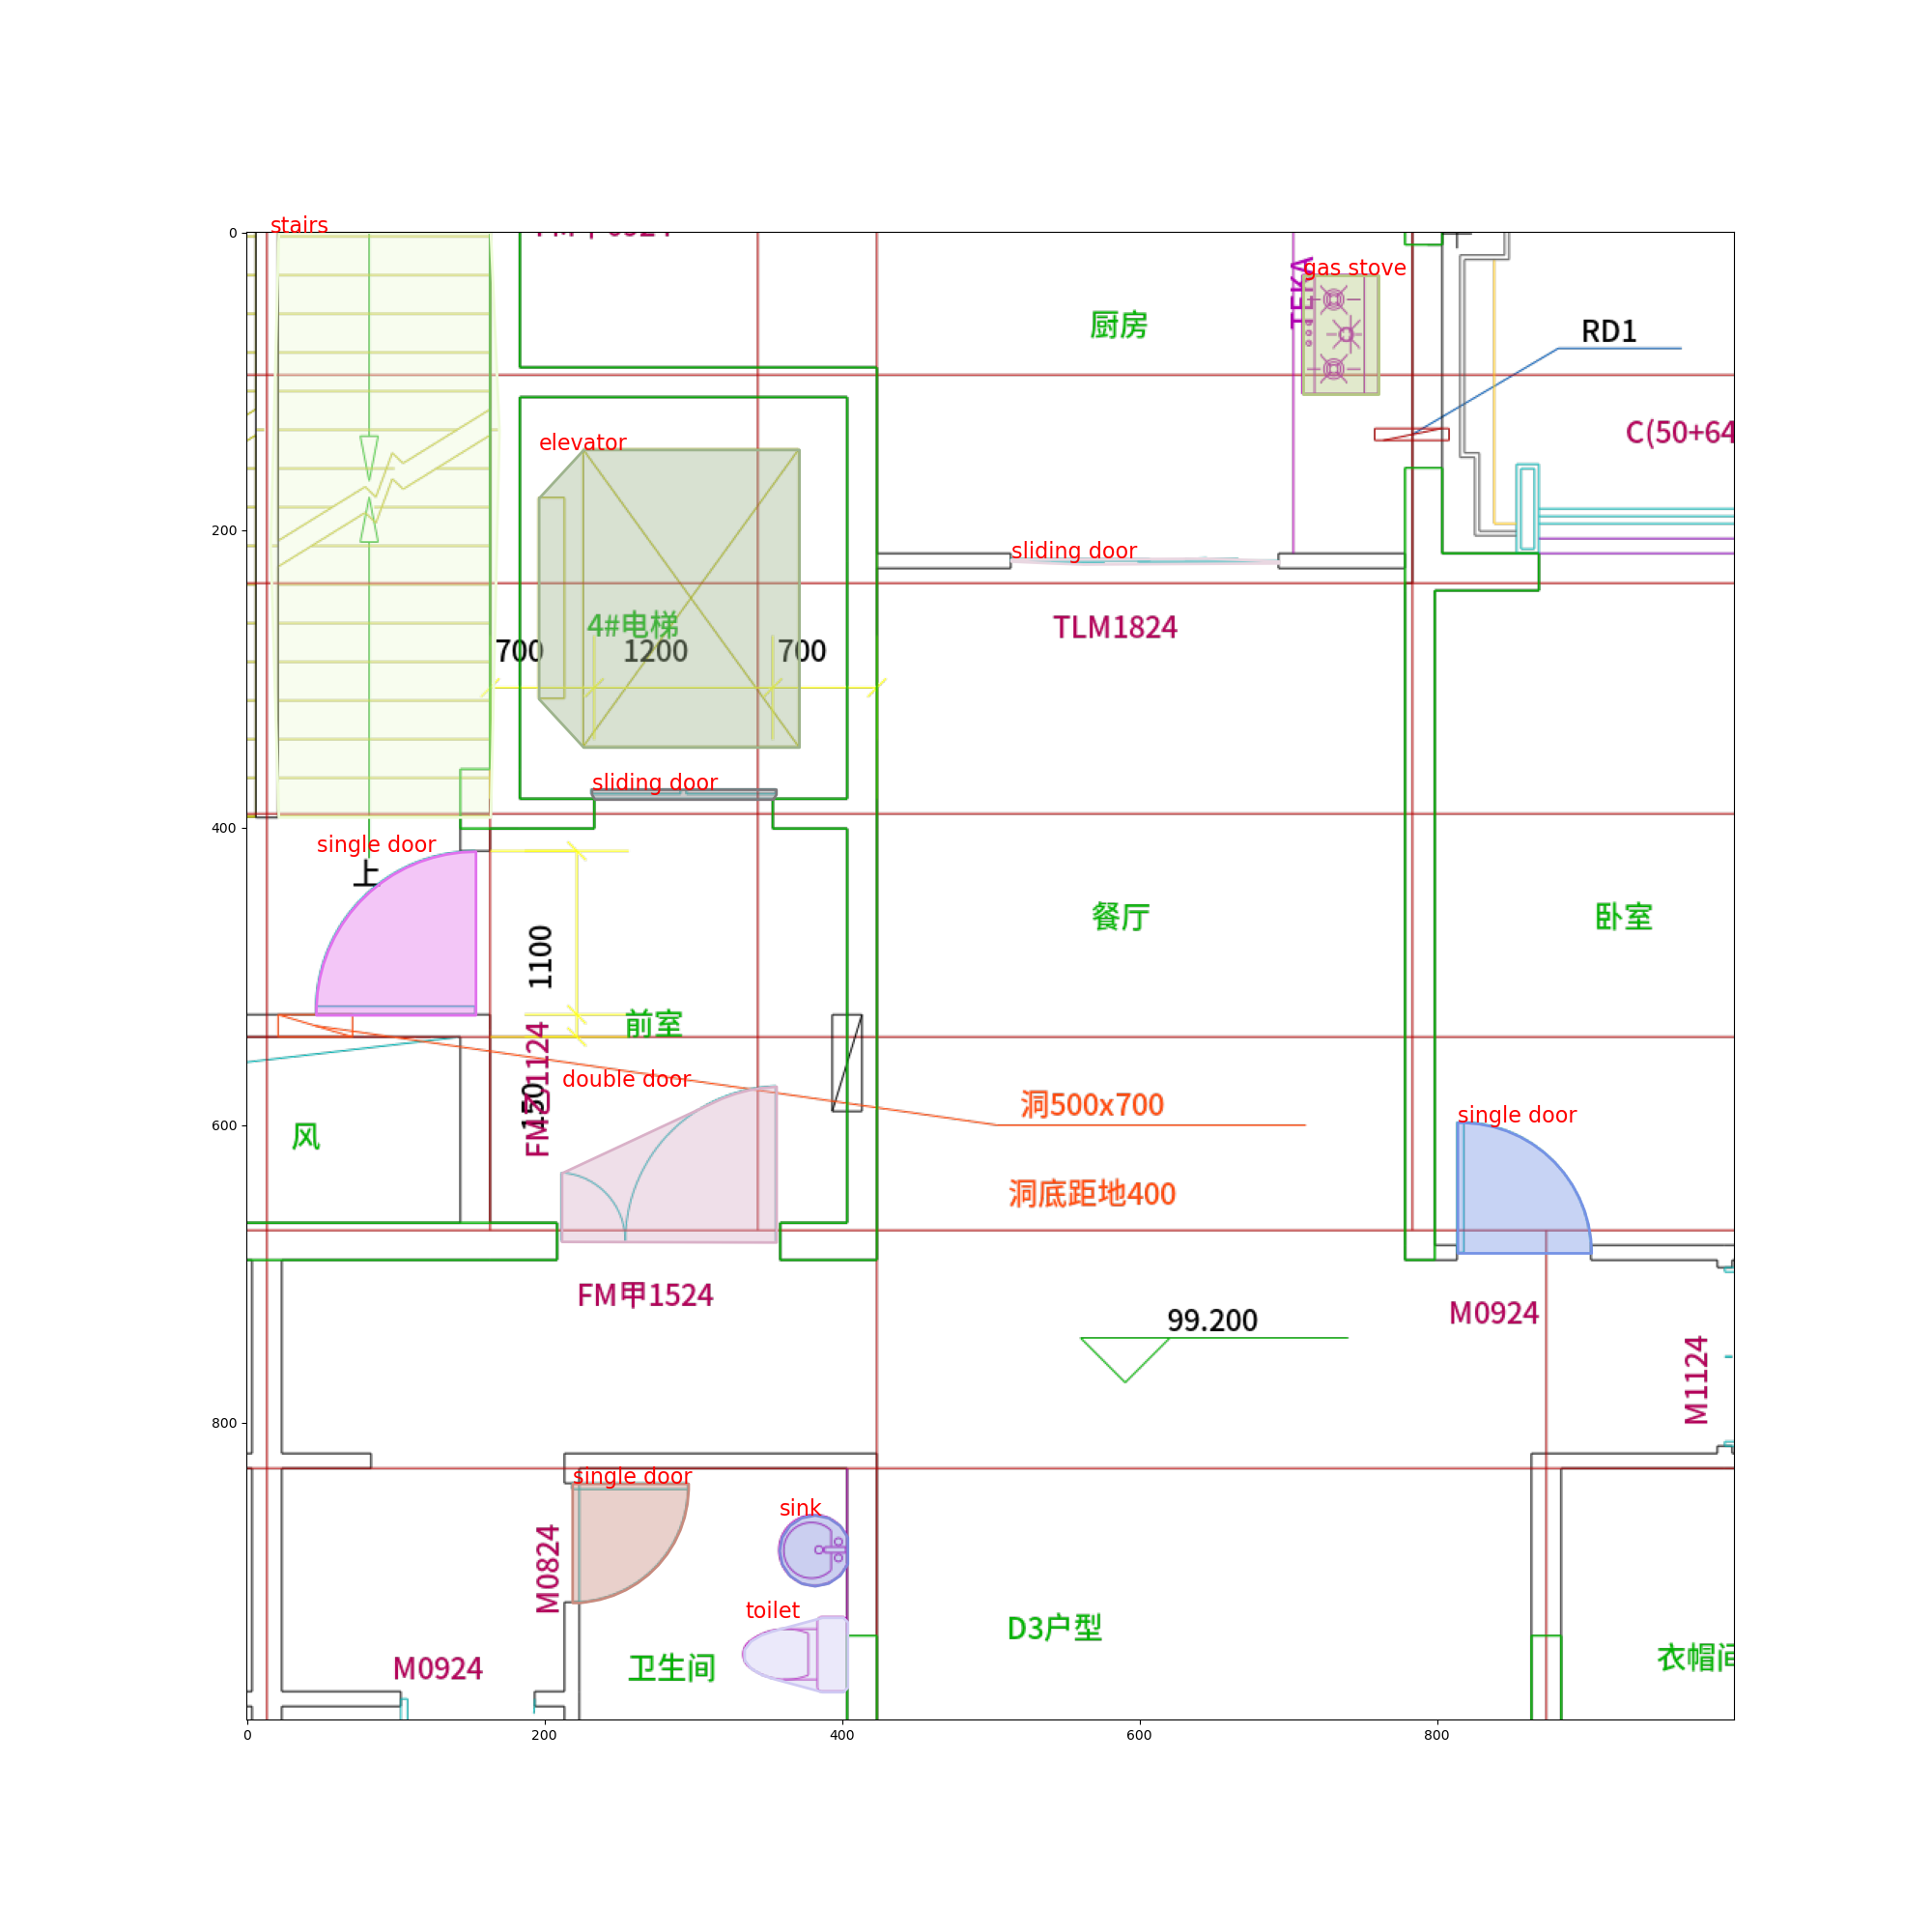 stairs
TEKA
gas stove
厨房
RD1
C(50+64
elevator
sliding door
4#电梯
TLM1824
700
1200
700
sliding door
single door
上
餐厅
卧室
1100
前室
FM乙1124
150
double door
洞500x700
single door
风
洞底距地400
FM甲1524
99.200
M0924
M1124
single door
sink
M0824
toilet
D3户型
卫生间
M0924
衣帽间
0
200
400
600
800
0
200
400
600
800